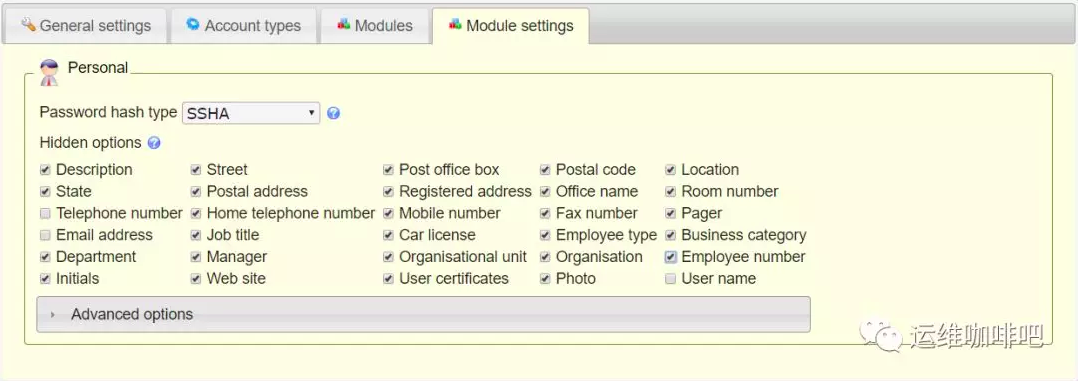 General settings Account types Modules Module settings
Personal
Password hash type SSHA
Hidden options
Description Street Post office box Postal code Location
State Postal address Registered address Office name Room number
Telephone number Home telephone number Mobile number Fax number Pager
Email address Job title Car license Employee type Business category
Department Manager Organisational unit Organisation Employee number
Initials Web site User certificates Photo User name
Advanced options
运维咖啡吧